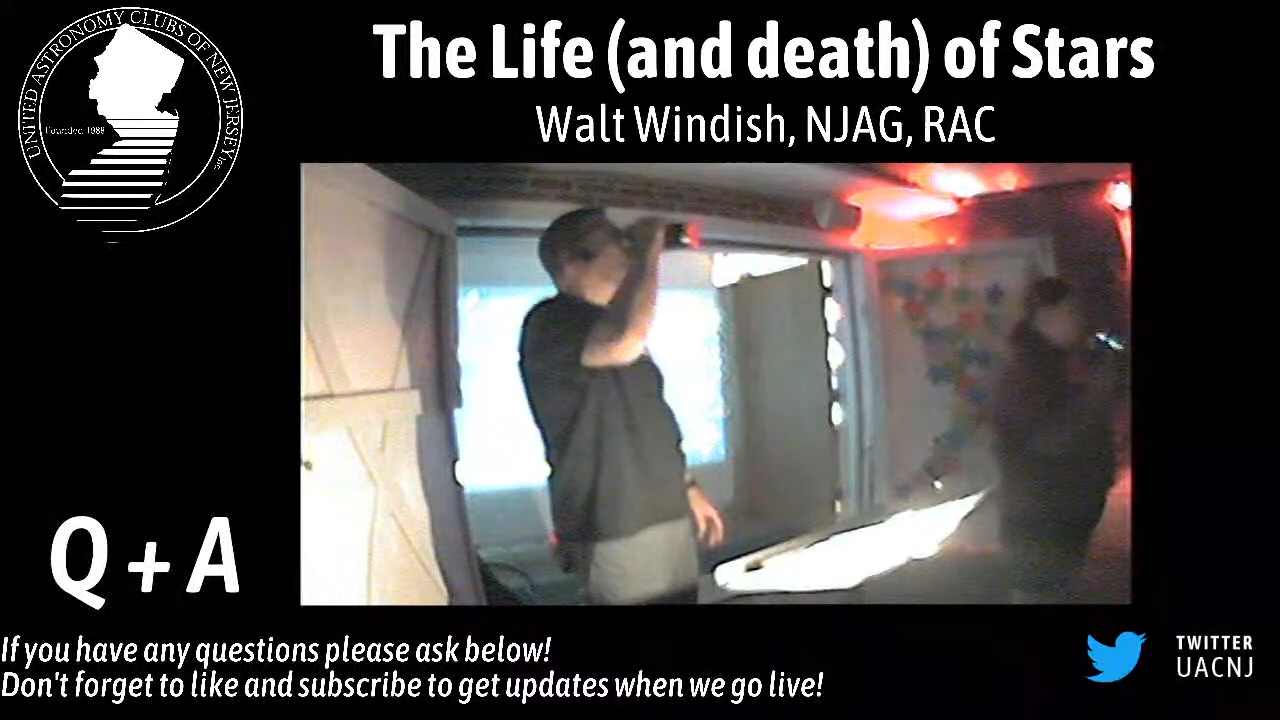 UNITED ASTRONOMY CLUBS OF NEW JERSEY, Inc.
Founded 1988
The Life (and death) of Stars
Walt Windish, NJAG, RAC
Q + A
If you have any questions please ask below!
Don't forget to like and subscribe to get updates when we go live!
TWITTER
UACNJ